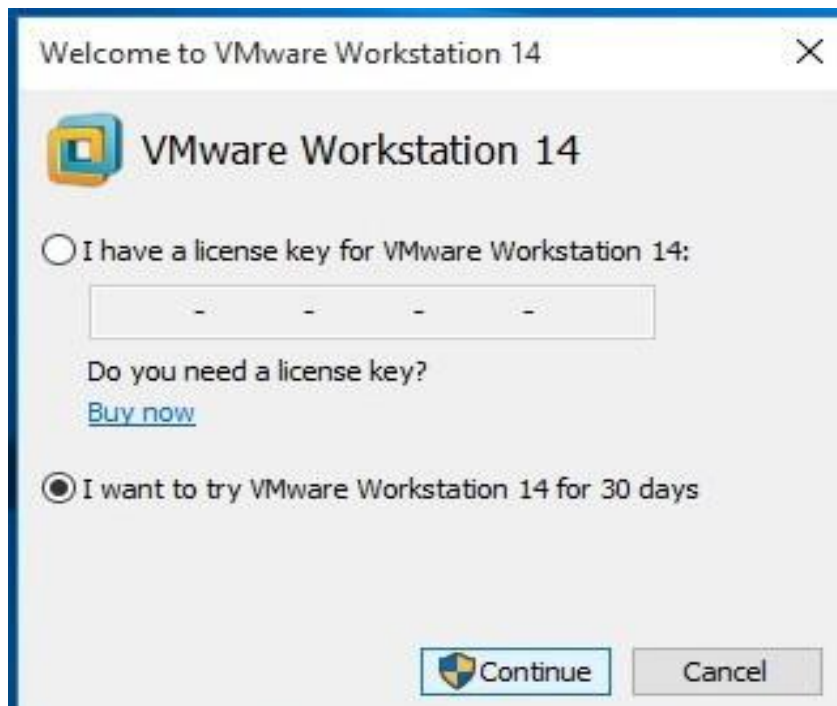 Welcome to VMware Workstation 14
VMware Workstation 14
I have a license key for VMware Workstation 14:
- - - -
Do you need a license key?
Buy now
I want to try VMware Workstation 14 for 30 days
Continue Cancel